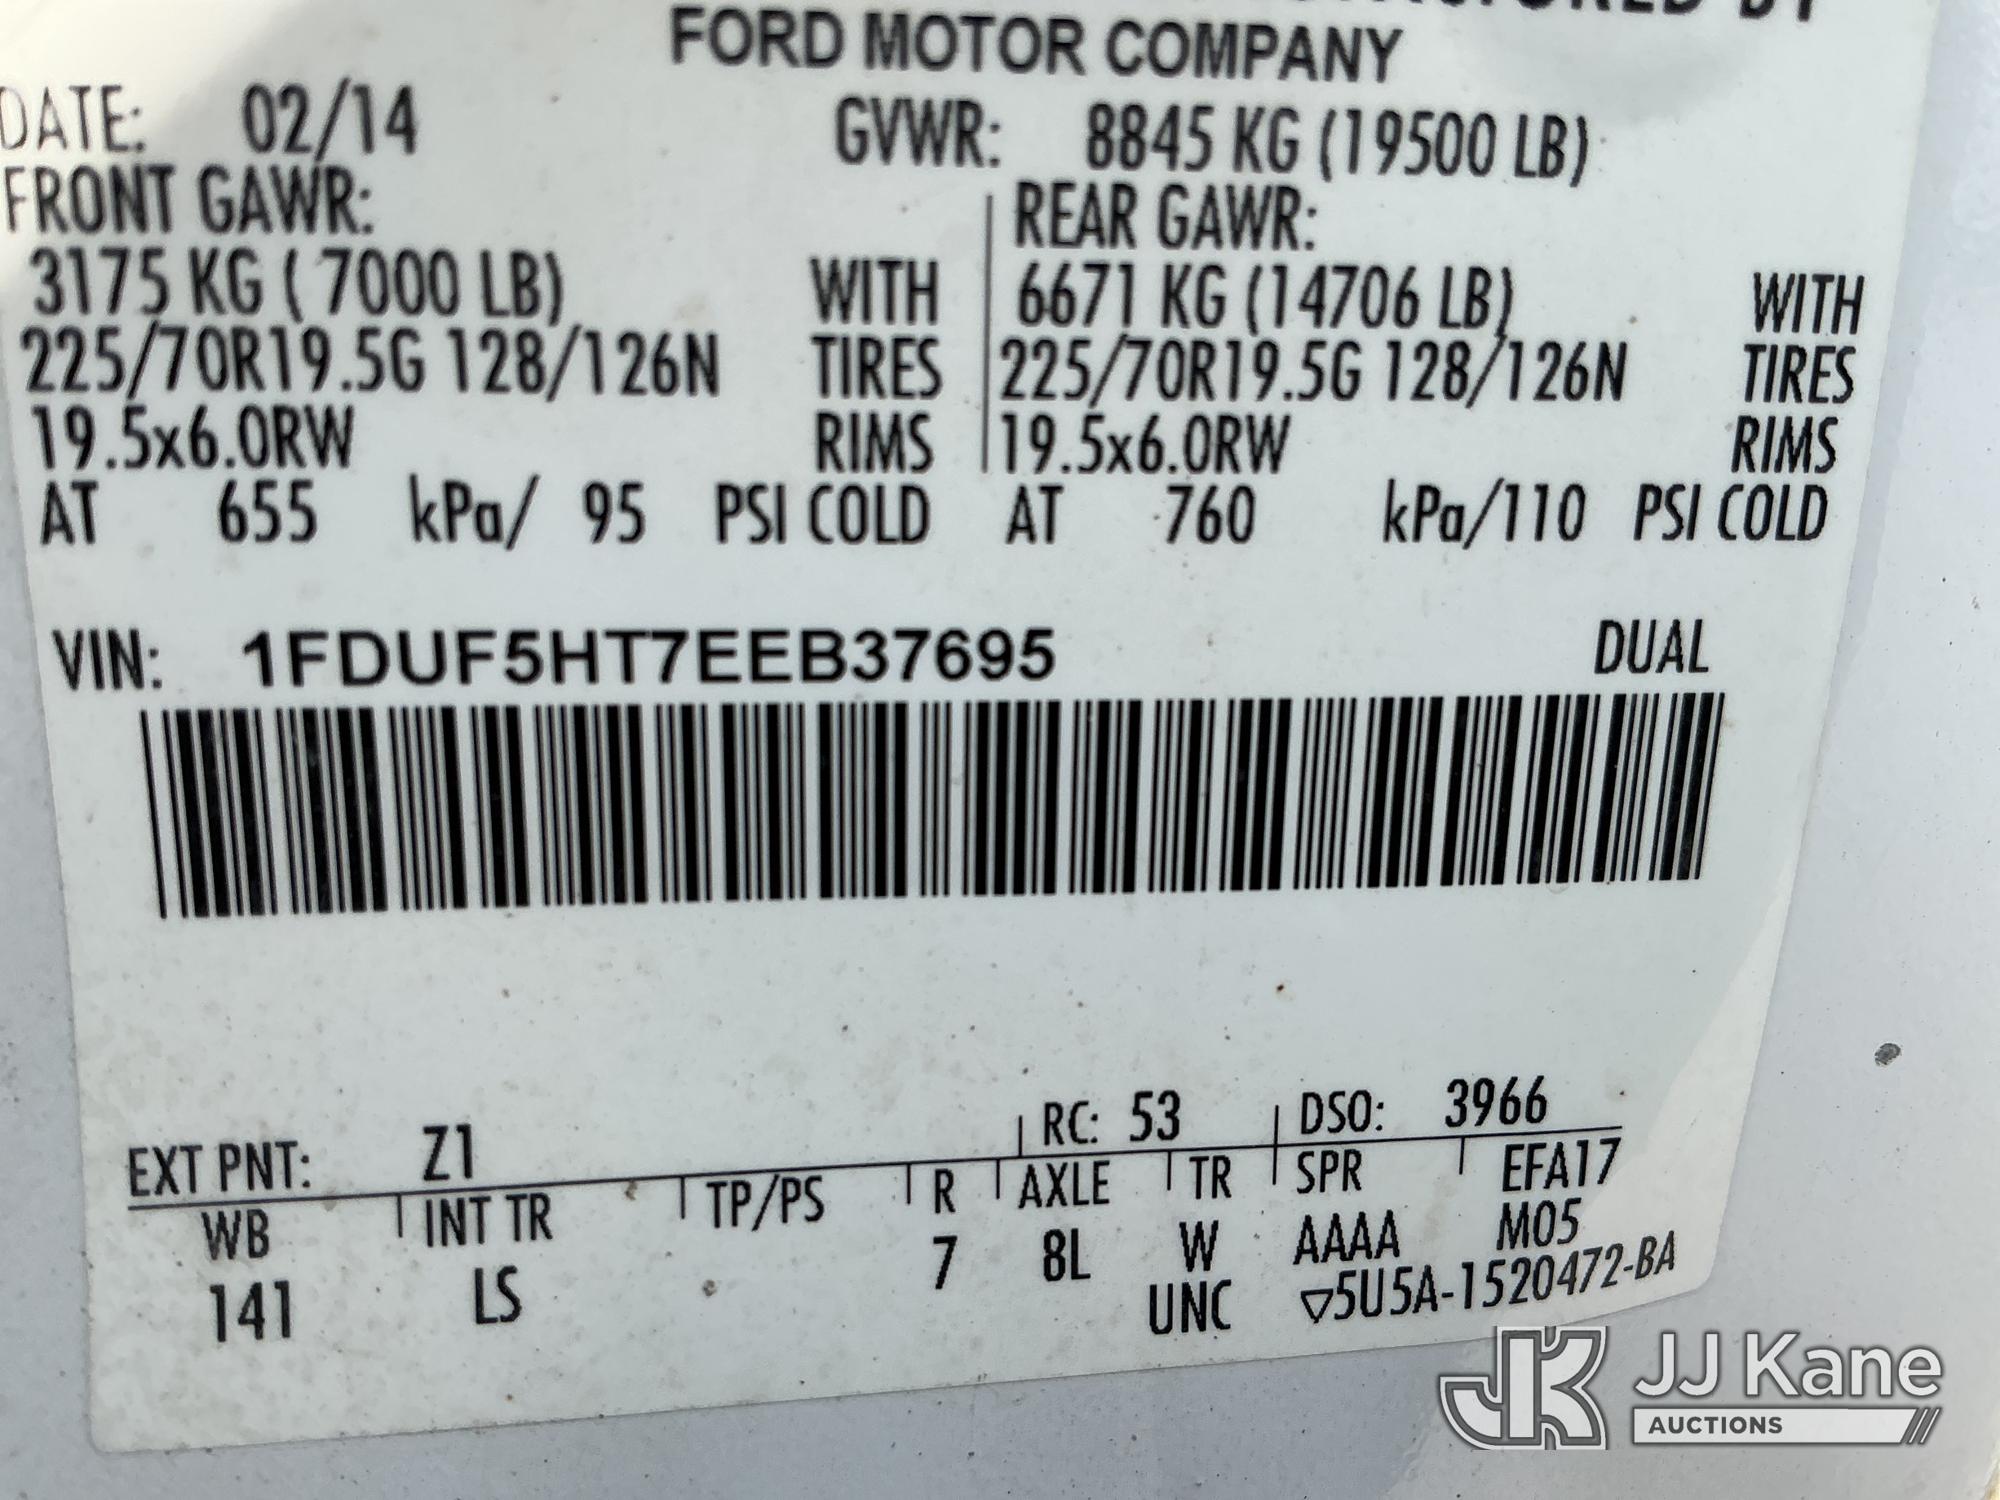 FORD MOTOR COMPANY
DATE: 02/14 GVWR: 8845 KG (19500 LB)
FRONT GAWR: REAR GAWR:
3175 KG ( 7000 LB) WITH 6671 KG (14706 LB) WITH
225/70R19.5G 128/126N TIRES 225/70R19.5G 128/126N TIRES
19.5x6.0RW RIMS 19.5x6.0RW RIMS
AT 655 kPa/ 95 PSI COLD AT 760 kPa/110 PSI COLD
VIN: 1FDUF5HT7EEB37695 DUAL
EXT PNT: Z1 RC: 53 DSO: 3966
WB INT TR TP/PS R AXLE TR SPR EFA17
141 LS 7 8L W AAAA M05
UNC ▽5U5A-1520472-BA
JK JJ Kane
AUCTIONS